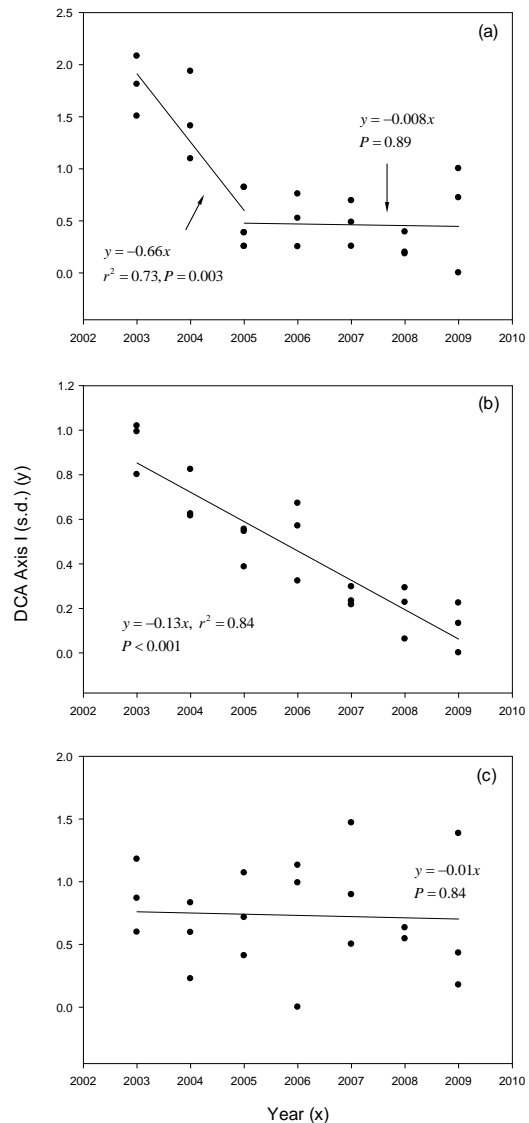 2.5
(a)
2.0
1.5
y = −0.008x
P = 0.89
1.0
0.5
y = −0.66x
r² = 0.73, P = 0.003
0.0
2002 2003 2004 2005 2006 2007 2008 2009 2010
1.2
(b)
1.0
0.8
0.6
0.4
0.2
y = −0.13x, r² = 0.84
P < 0.001
0.0
2002 2003 2004 2005 2006 2007 2008 2009 2010
DCA Axis I (s.d.) (y)
2.0
(c)
1.5
y = −0.01x
P = 0.84
1.0
0.5
0.0
2002 2003 2004 2005 2006 2007 2008 2009 2010
Year (x)